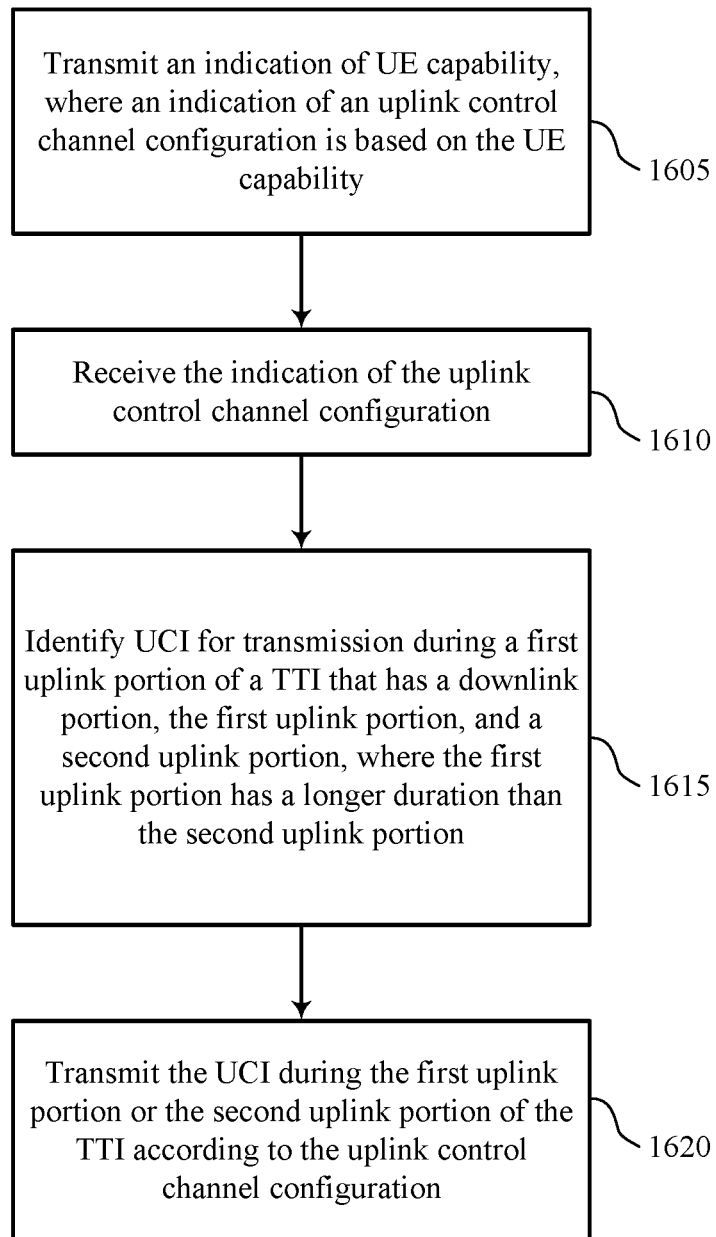 Transmit an indication of UE capability,
where an indication of an uplink control
channel configuration is based on the UE
capability
1605
Receive the indication of the uplink
control channel configuration
1610
Identify UCI for transmission during a first
uplink portion of a TTI that has a downlink
portion, the first uplink portion, and a
second uplink portion, where the first
uplink portion has a longer duration than
the second uplink portion
1615
Transmit the UCI during the first uplink
portion or the second uplink portion of the
TTI according to the uplink control
channel configuration
1620